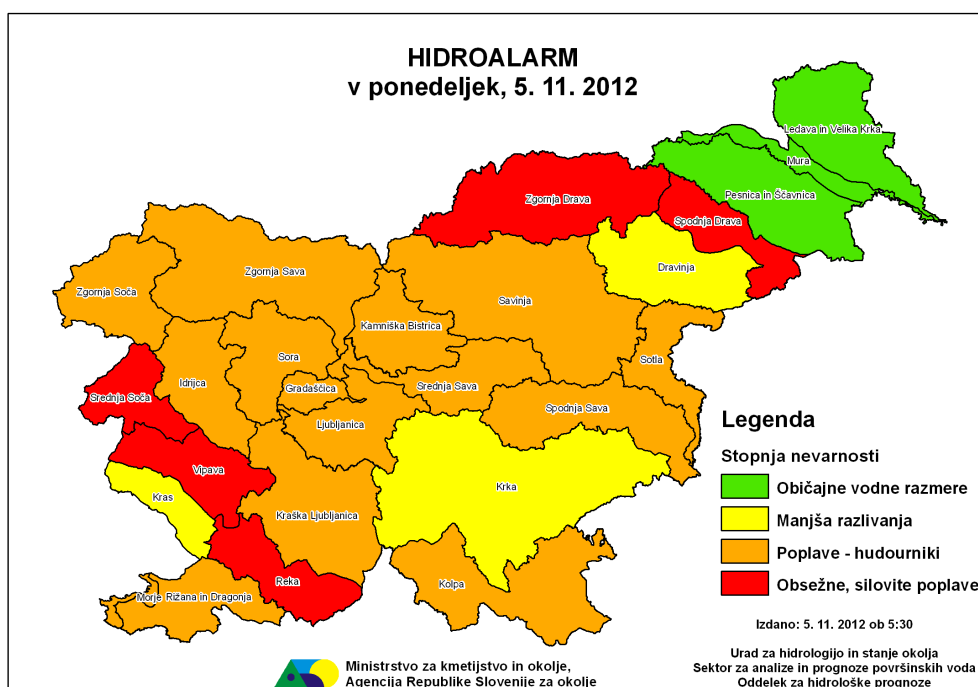 HIDROALARM
v ponedeljek, 5. 11. 2012
Ledava in Velika Krka
Mura
Pesnica in Ščavnica
Zgornja Drava
Spodnja Drava
Dravinja
Zgornja Sava
Zgornja Soča
Savinja
Kamniška Bistrica
Sora
Sotla
Idrijca
Gradaščica
Srednja Sava
Srednja Soča
Spodnja Sava
Ljubljanica
Vipava
Krka
Kras
Kraška Ljubljanica
Reka
Kolpa
Morje
Rižana in Dragonja
Legenda
Stopnja nevarnosti
Običajne vodne razmere
Manjša razlivanja
Poplave - hudourniki
Obsežne, silovite poplave
Izdano: 5. 11. 2012 ob 5:30
Urad za hidrologijo in stanje okolja
Sektor za analize in prognoze površinskih voda
Oddelek za hidrološke prognoze
Ministrstvo za kmetijstvo in okolje,
Agencija Republike Slovenije za okolje